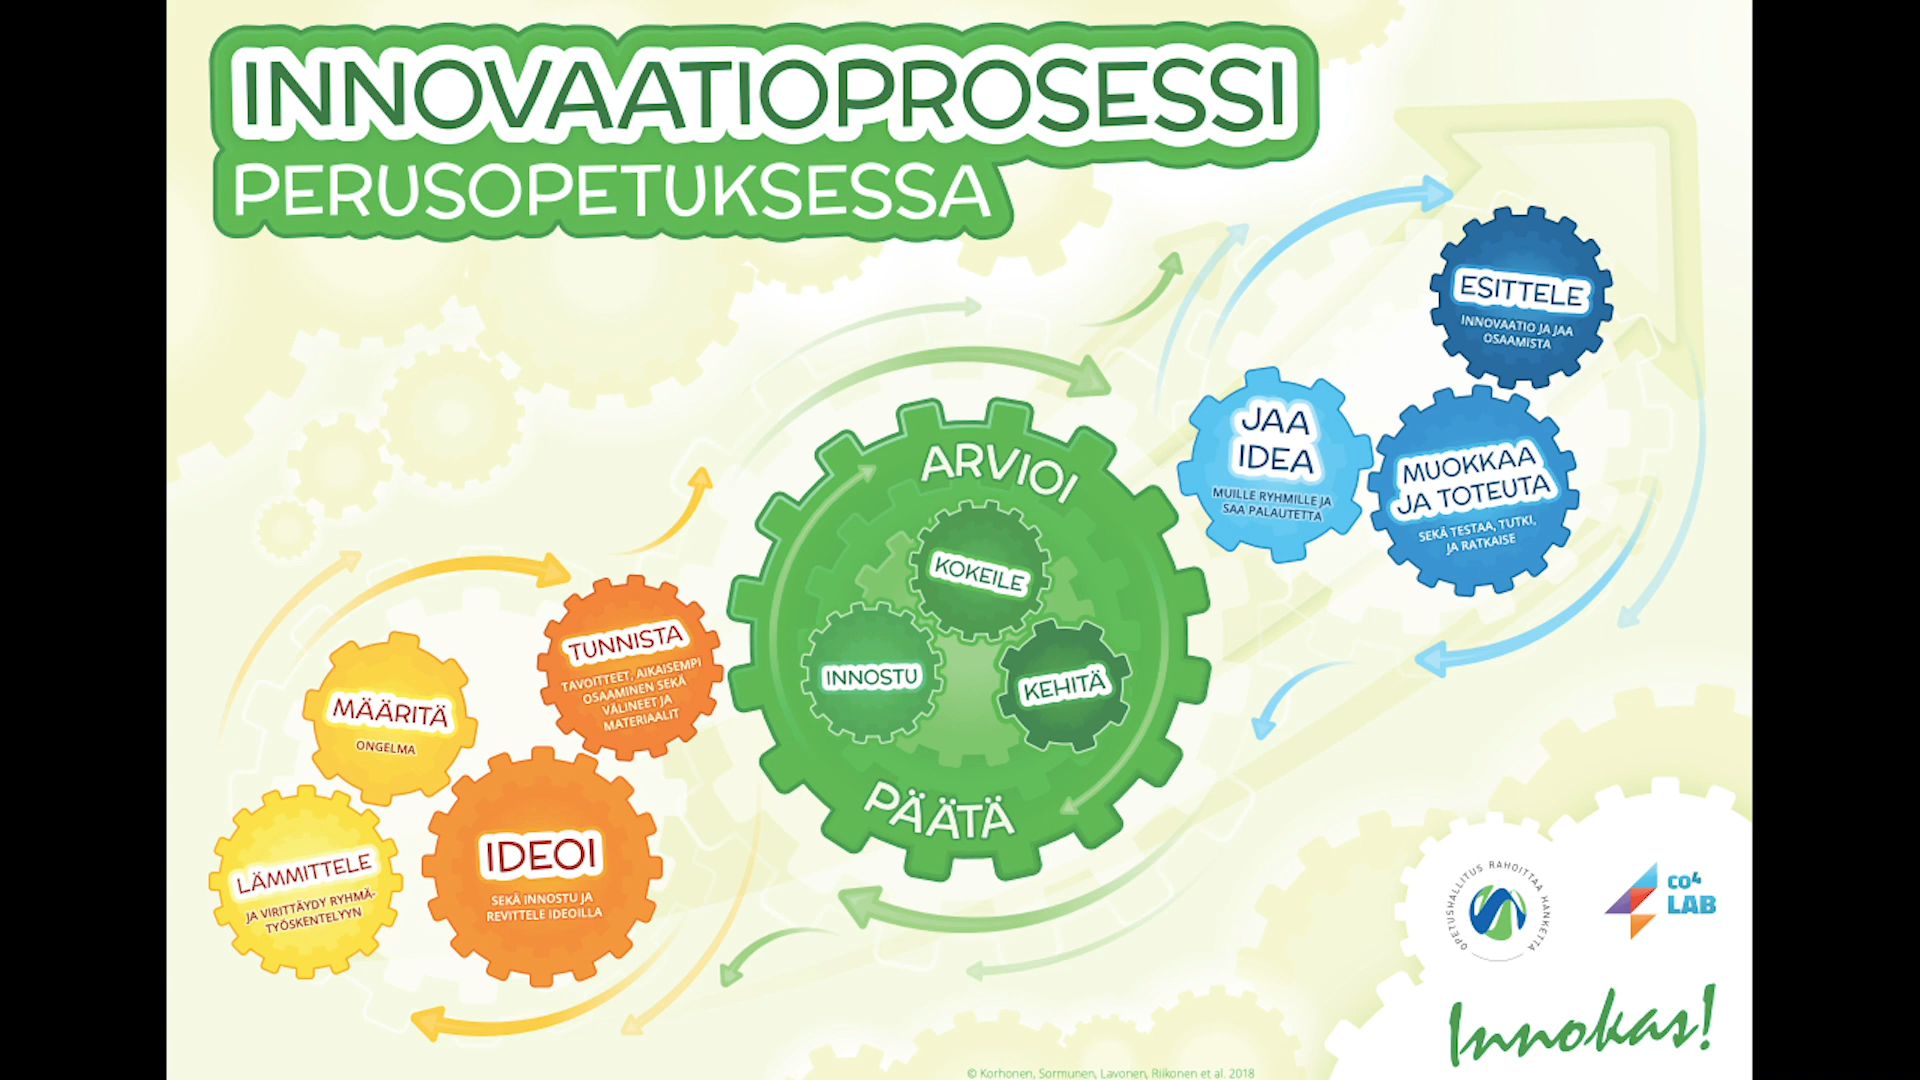 INNOVAATIOPROSESSI
PERUSOPETUKSESSA
LÄMMITTELE
JA VIRITTÄYDY RYHMÄ-
TYÖSKENTELYYN
MÄÄRITÄ
ONGELMA
IDEOI
SEKÄ INNOSTU JA
REVITTELE IDEOILLA
TUNNISTA
TAVOITTEET, AIKAISEMPI
OSAAMINEN SEKÄ
VÄLINEET JA
MATERIAALIT
ARVIOI
KOKEILE
INNOSTU
KEHITÄ
PÄÄTÄ
JAA
IDEA
MUILLE RYHMILLE JA
SAA PALAUTETTA
MUOKKAA
JA TOTEUTA
SEKÄ TESTAA, TUTKI,
JA RATKAISE
ESITTELE
INNOVAATIO JA JAA
OSAAMISTA
OPETUSHALLITUS RAHOITTAA HANKETTA
CO4
LAB
Innokas!
© Korhonen, Sormunen, Lavonen, Riikonen et al. 2018